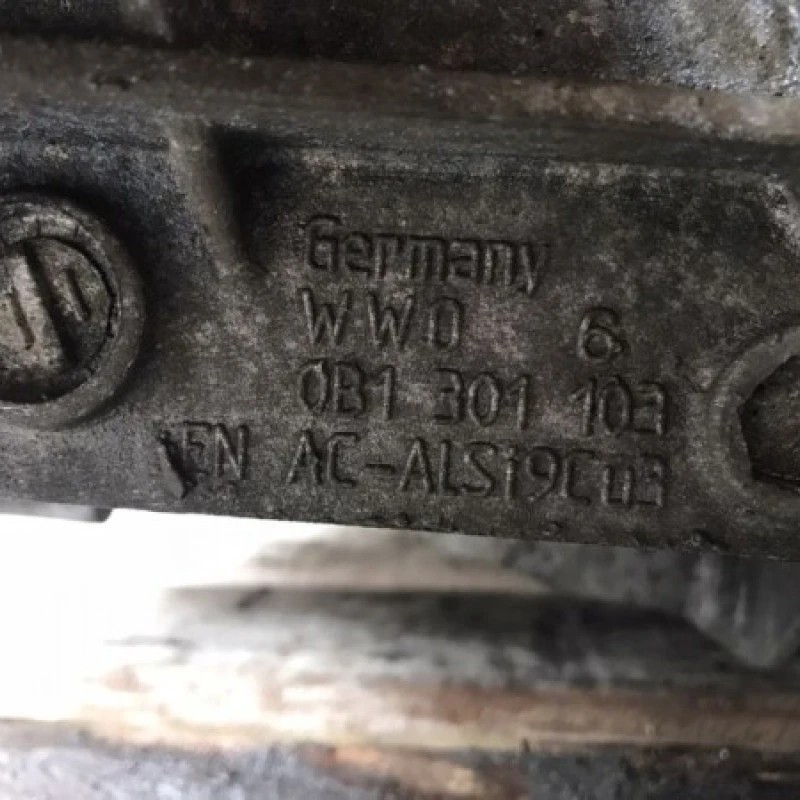 Germany
WWO 6
0B1 301 103
EN AC-ALSi9Cu3